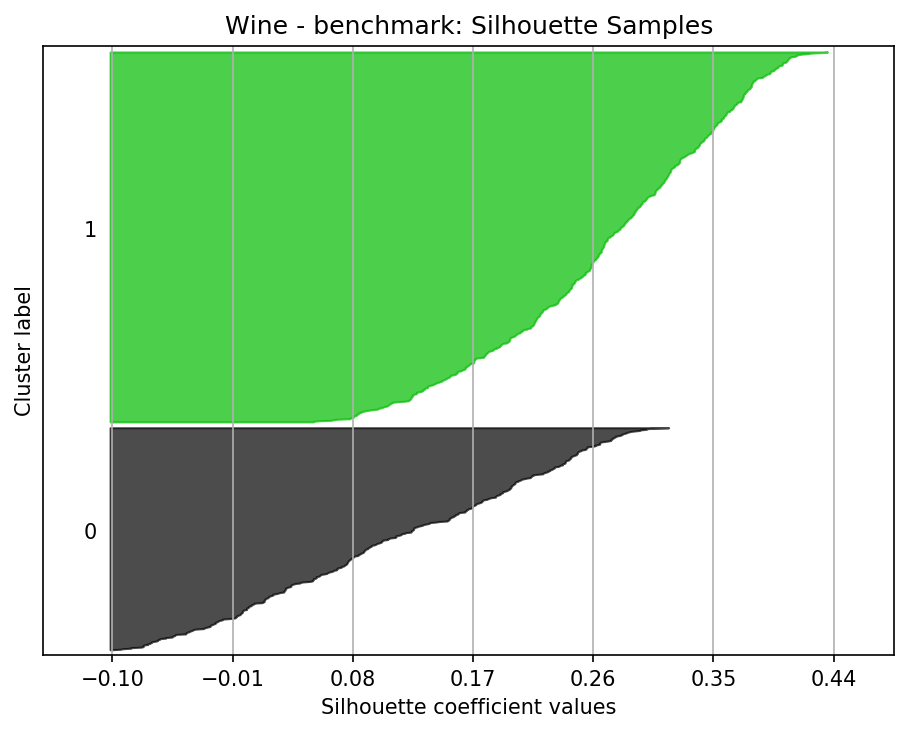 Wine - benchmark: Silhouette Samples
Cluster label
1
0
−0.10 −0.01 0.08 0.17 0.26 0.35 0.44
Silhouette coefficient values